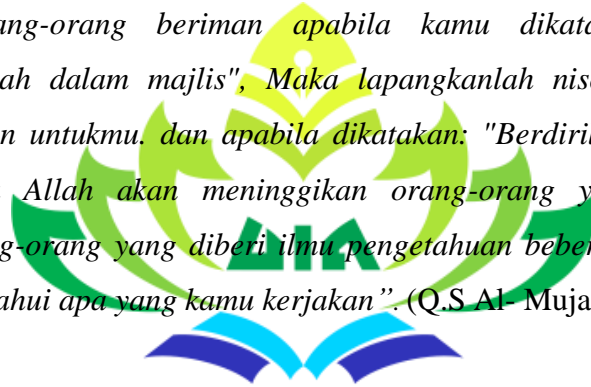 ang-orang beriman apabila kamu dikata
ah dalam majlis", Maka lapangkanlah nis
n untukmu. dan apabila dikatakan: "Berdiri
Allah akan meninggikan orang-orang y
g-orang yang diberi ilmu pengetahuan beber
ahui apa yang kamu kerjakan”. (Q.S Al- Muja